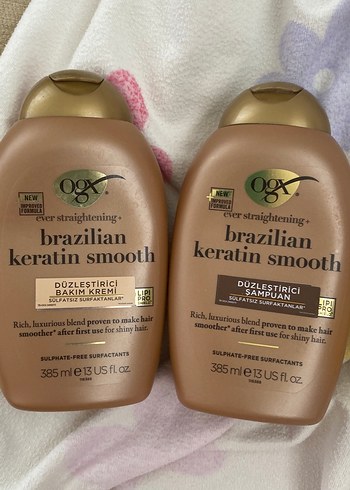 ogx
NEW
IMPROVED
FORMULA
ever straightening+
brazilian
keratin smooth
DÜZLEŞTİRİCİ
BAKIM KREMİ
SÜLFATSIZ SURFAKTANLAR*
LIPI
PRO
Rich, luxurious blend proven to make hair
smoother* after first use for shiny hair.
SULPHATE-FREE SURFACTANTS
385 ml e 13 US fl. oz.
ogx
NEW
IMPROVED
FORMULA
ever straightening+
brazilian
keratin smooth
DÜZLEŞTİRİCİ
ŞAMPUAN
SÜLFATSIZ SURFAKTANLAR*
LIPI
PRO
Rich, luxurious blend proven to make hair
smoother* after first use for shiny hair.
SULPHATE-FREE SURFACTANTS
385 ml e 13 US fl. oz.